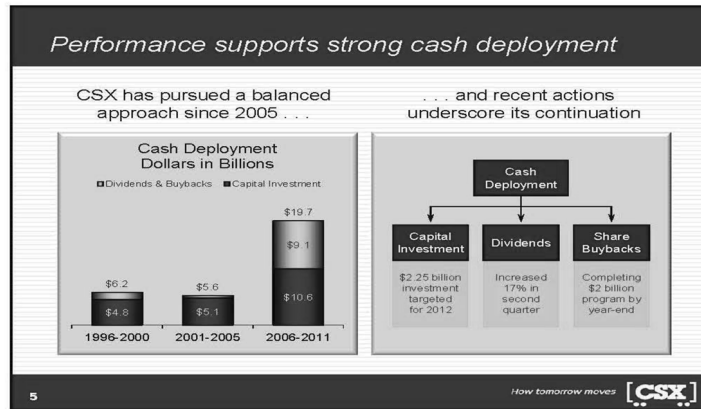 Performance supports strong cash deployment
CSX has pursued a balanced
approach since 2005 . . .
. . . and recent actions
underscore its continuation
Cash Deployment
Dollars in Billions
Dividends & Buybacks
Capital Investment
$19.7
$9.1
$10.6
$6.2
$4.8
$5.6
$5.1
1996-2000
2001-2005
2006-2011
Cash
Deployment
Capital
Investment
$2.25 billion
investment
targeted
for 2012
Dividends
Increased
17% in
second
quarter
Share
Buybacks
Completing
$2 billion
program by
year-end
5
How tomorrow moves
[CSX]